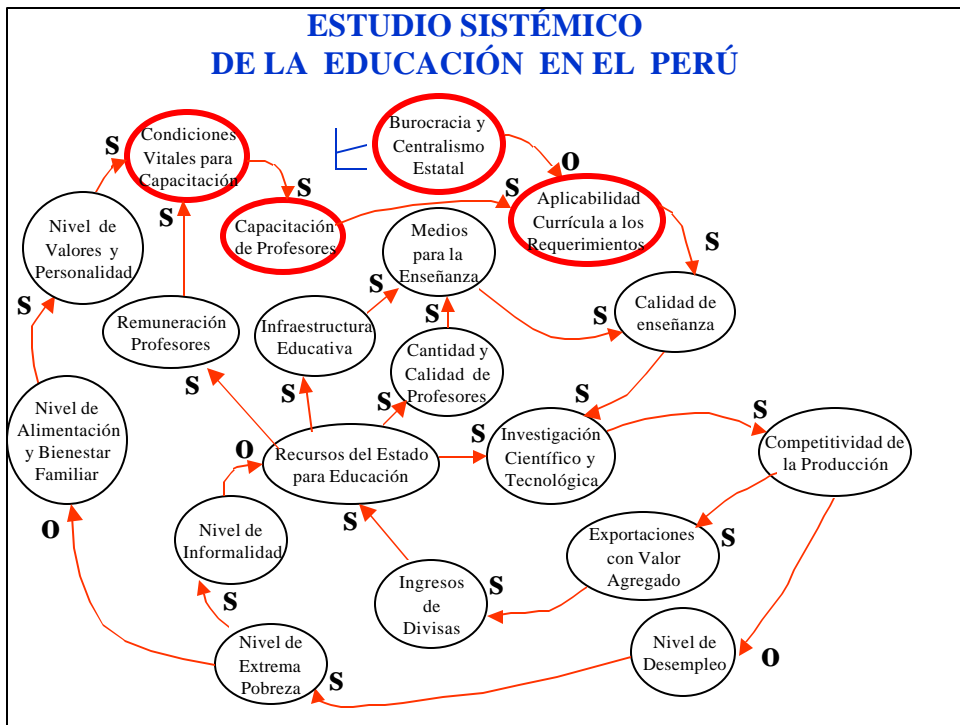 ESTUDIO SISTÉMICO
DE LA EDUCACIÓN EN EL PERÚ
Condiciones
Vitales para
Capacitación
Burocracia y
Centralismo
Estatal
s
o
s
s
Aplicabilidad
Currícula a los
Requerimientos
Nivel de
Valores y
Personalidad
s
Capacitación
de Profesores
Medios
para la
Enseñanza
s
s
s
Remuneración
Profesores
Infraestructura
Educativa
s
s
Calidad de
enseñanza
Cantidad y
Calidad de
Profesores
s
s
s
s
s
Nivel de
Alimentación
y Bienestar
Familiar
o
Recursos del Estado
para Educación
s
Investigación
Científico y
Tecnológica
Competitividad de
la Producción
o
s
Nivel de
Informalidad
s
Exportaciones
con Valor
Agregado
s
s
Ingresos
de
Divisas
Nivel de
Extrema
Pobreza
s
Nivel de
Desempleo
o